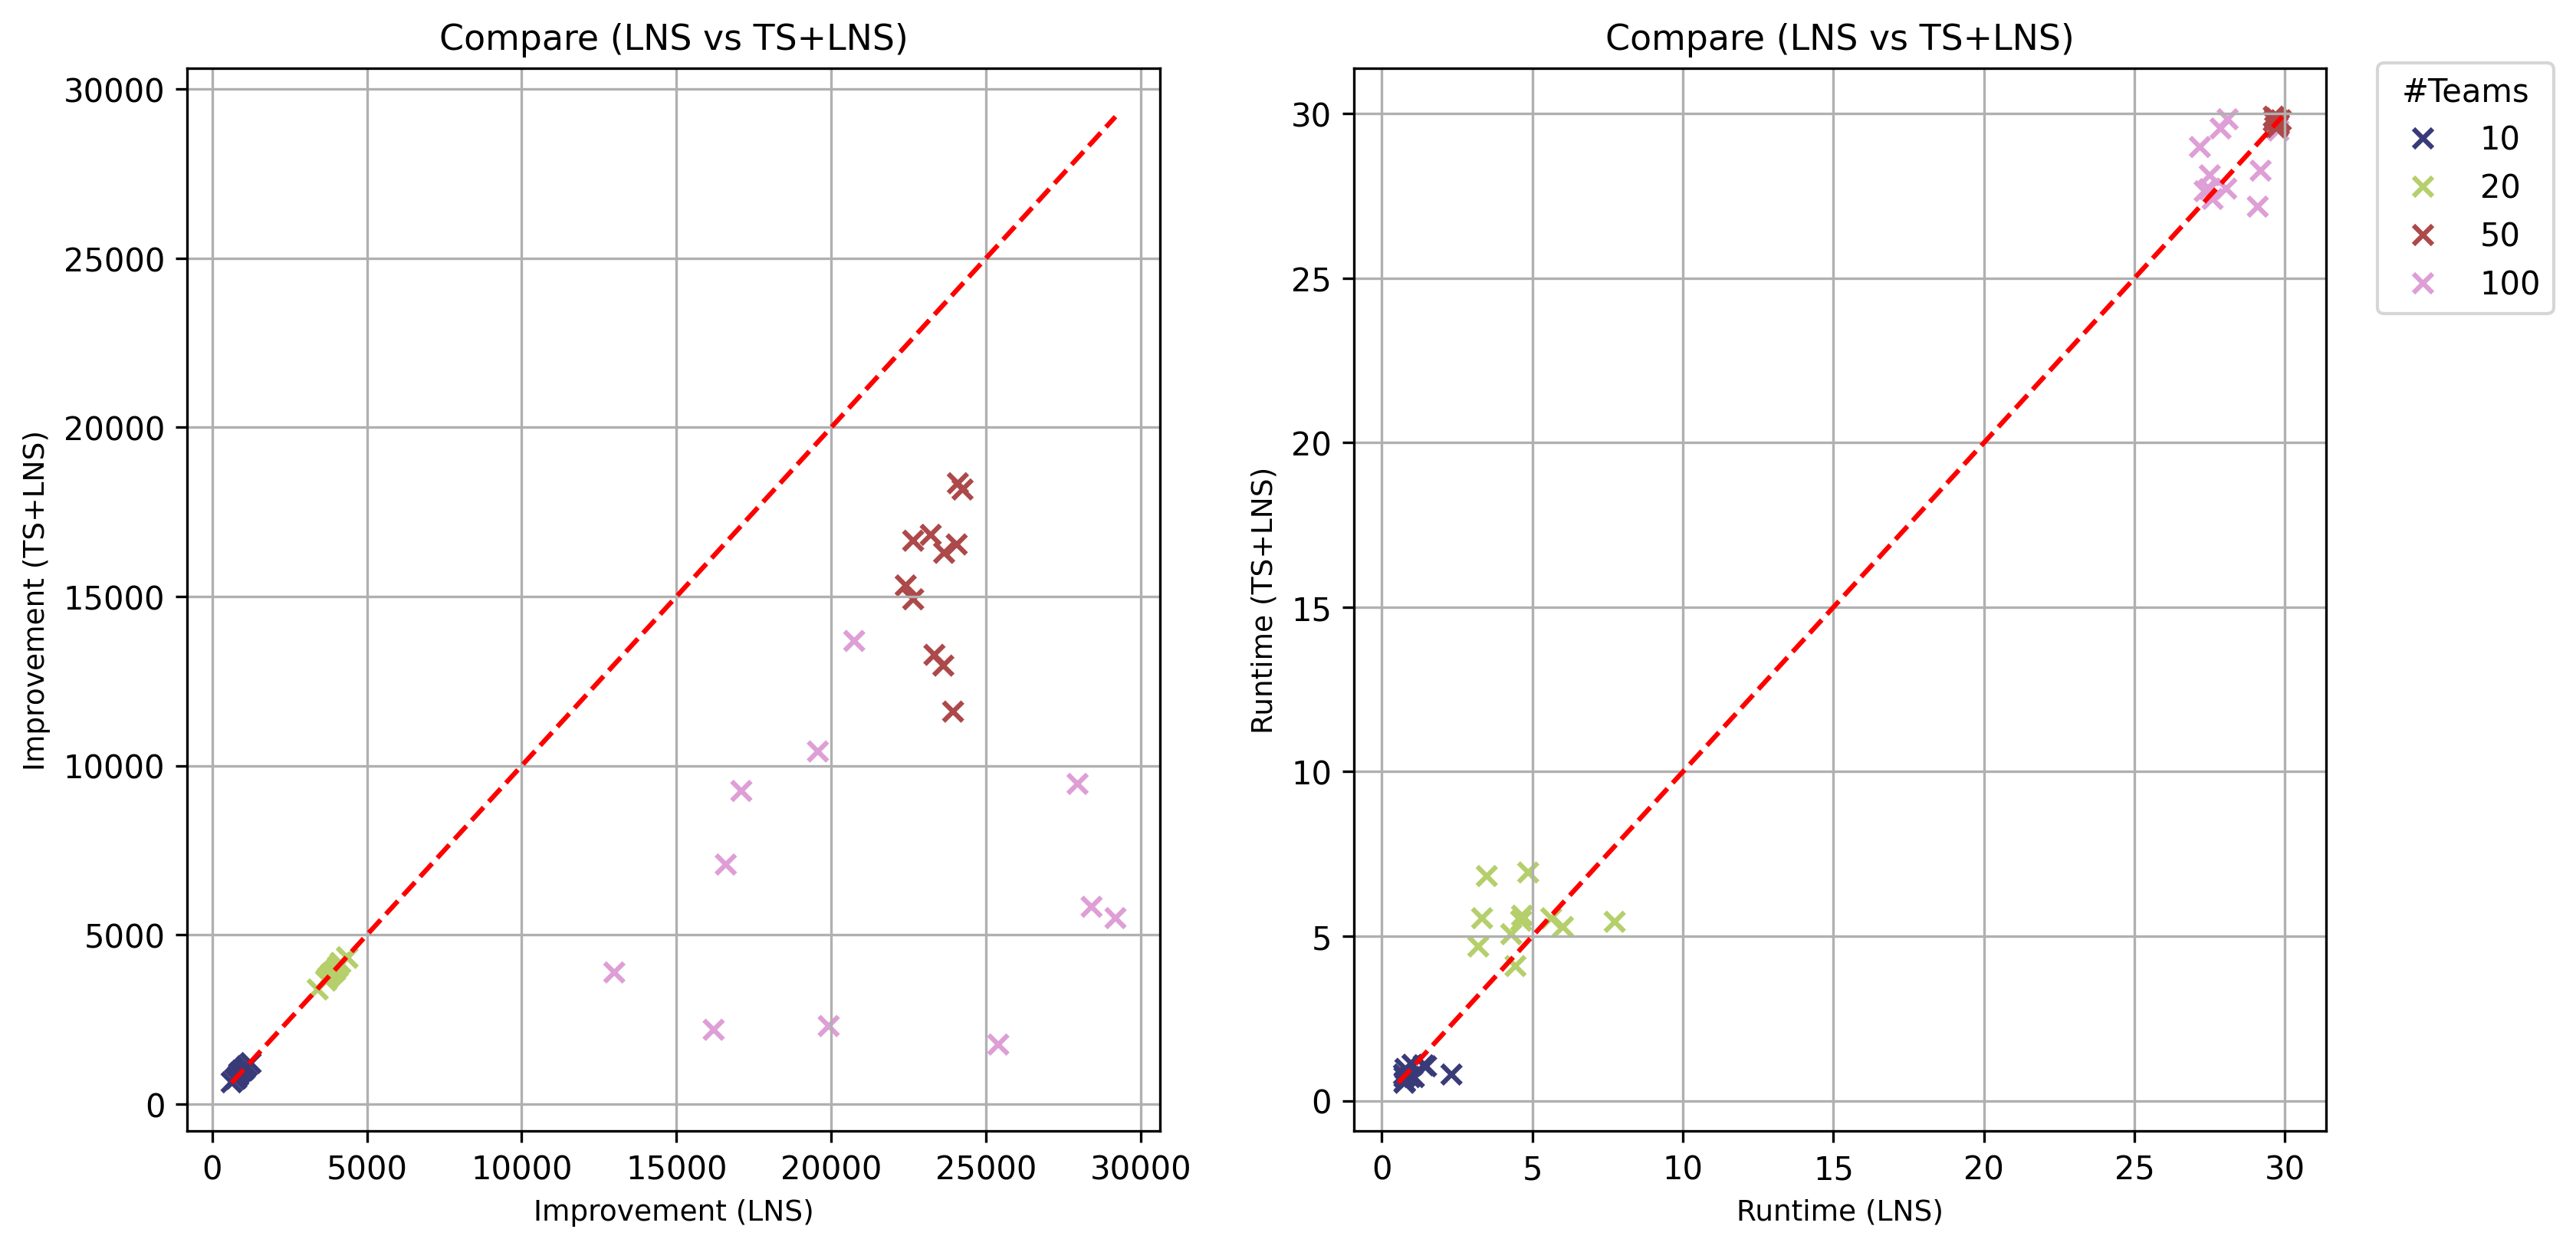 Compare (LNS vs TS+LNS)
30000
25000
20000
15000
10000
5000
0
Improvement (TS+LNS)
0 5000 10000 15000 20000 25000 30000
Improvement (LNS)
Compare (LNS vs TS+LNS)
30
25
20
15
10
5
0
Runtime (TS+LNS)
0 5 10 15 20 25 30
Runtime (LNS)
#Teams
10
20
50
100